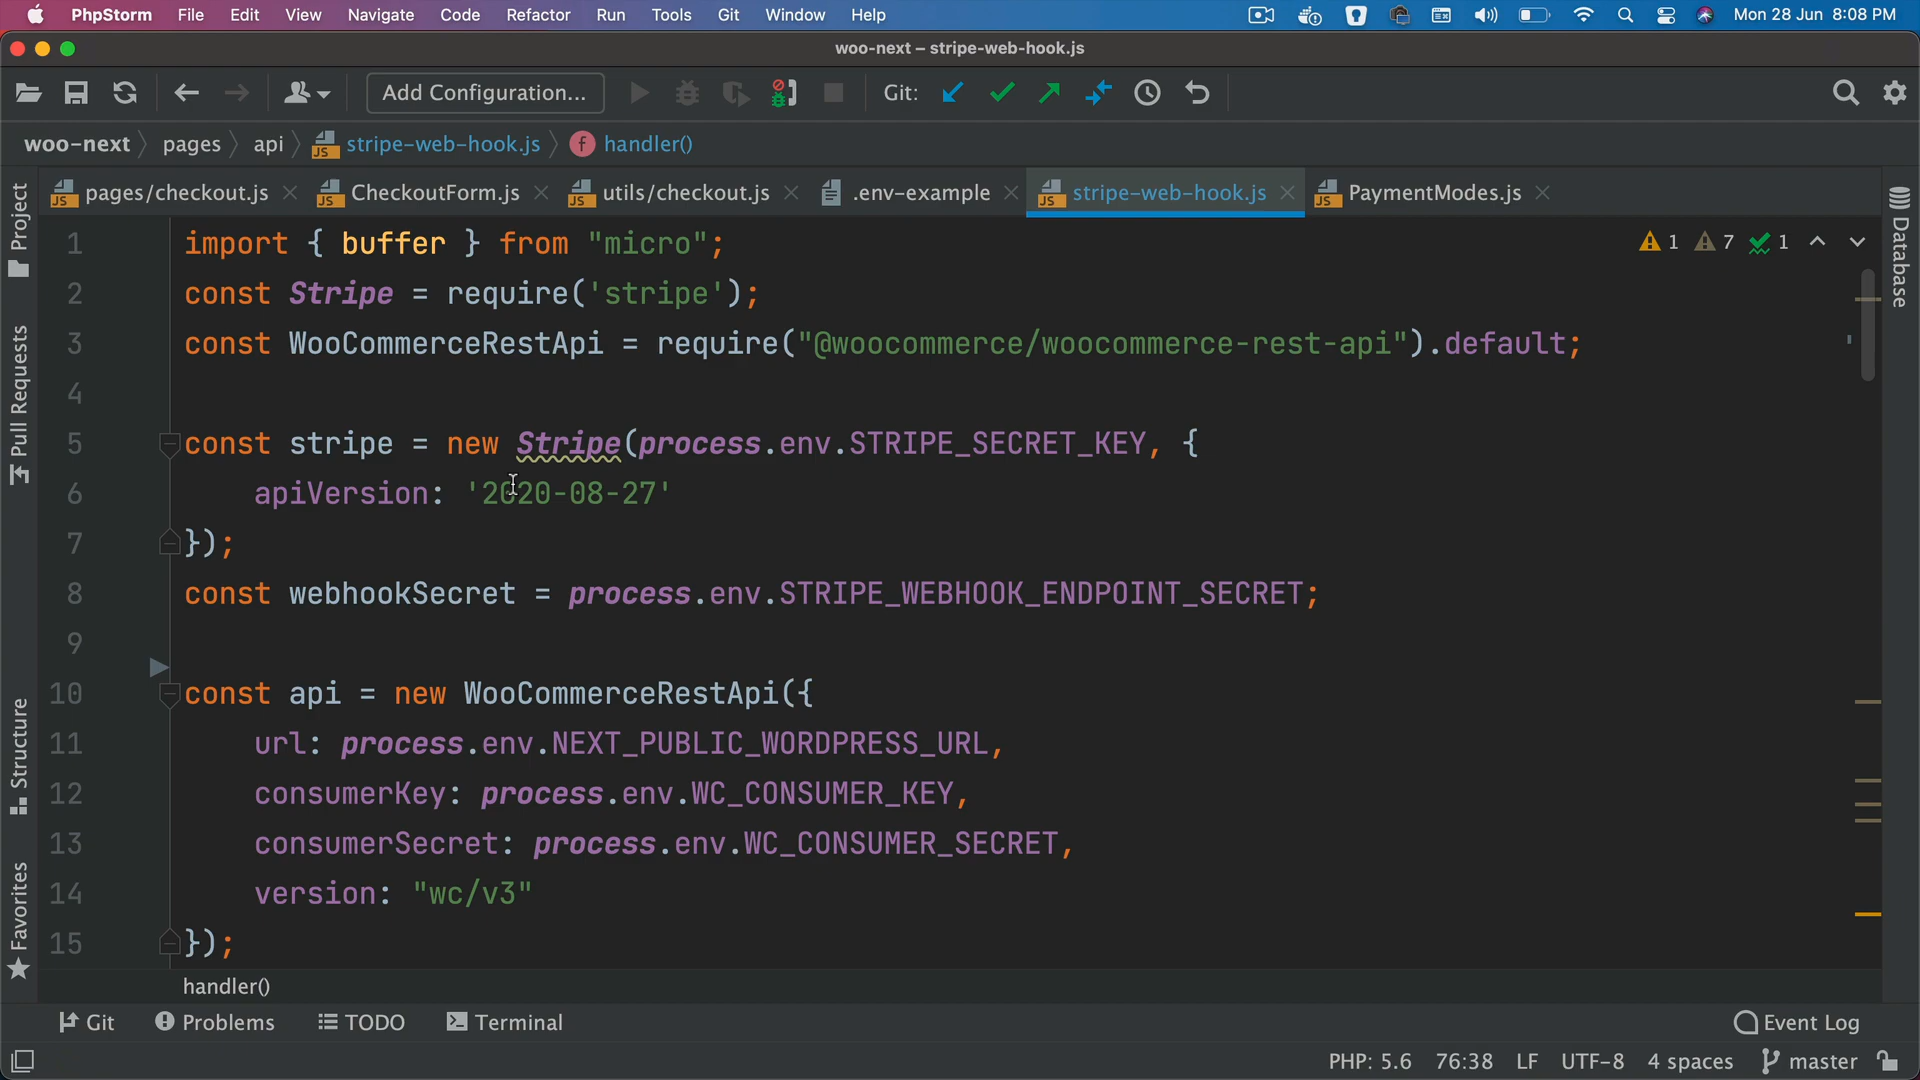 PhpStorm File Edit View Navigate Code Refactor Run Tools Git Window Help Mon 28 Jun 8:08 PM
woo-next – stripe-web-hook.js
Add Configuration... Git:
woo-next pages api stripe-web-hook.js handler()
pages/checkout.js CheckoutForm.js utils/checkout.js .env-example stripe-web-hook.js PaymentModes.js
Project
Pull Requests
Structure
Favorites
Database
1 7 1
1 import { buffer } from "micro";
2 const Stripe = require('stripe');
3 const WooCommerceRestApi = require("@woocommerce/woocommerce-rest-api").default;
4
5 const stripe = new Stripe(process.env.STRIPE_SECRET_KEY, {
6 apiVersion: '2020-08-27'
7 });
8 const webhookSecret = process.env.STRIPE_WEBHOOK_ENDPOINT_SECRET;
9
10 const api = new WooCommerceRestApi({
11 url: process.env.NEXT_PUBLIC_WORDPRESS_URL,
12 consumerKey: process.env.WC_CONSUMER_KEY,
13 consumerSecret: process.env.WC_CONSUMER_SECRET,
14 version: "wc/v3"
15 });
handler()
Git Problems TODO Terminal Event Log
PHP: 5.6 76:38 LF UTF-8 4 spaces master